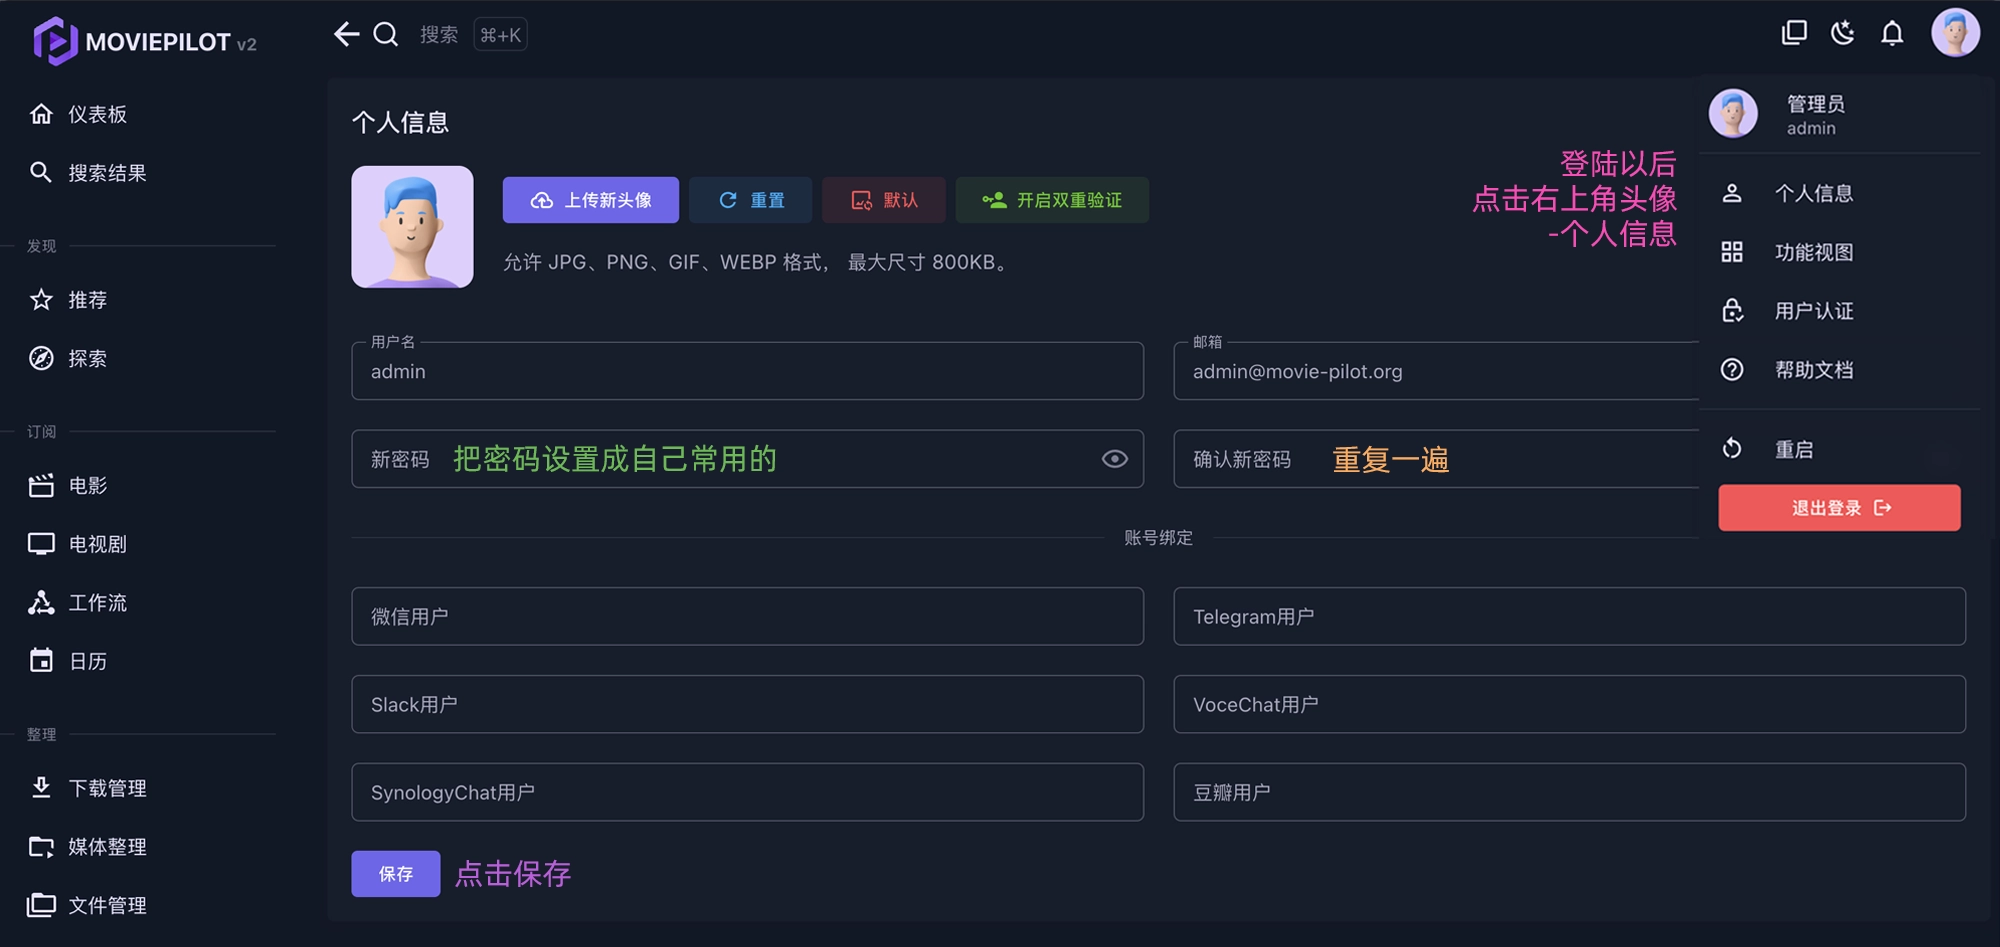 MOVIEPILOT v2
搜索 ⌘+K
仪表板
搜索结果
发现
推荐
探索
订阅
电影
电视剧
工作流
日历
整理
下载管理
媒体整理
文件管理
个人信息
上传新头像 重置 默认 开启双重验证
允许 JPG、PNG、GIF、WEBP 格式， 最大尺寸 800KB。
登陆以后
点击右上角头像
-个人信息
用户名
admin
邮箱
admin@movie-pilot.org
新密码 把密码设置成自己常用的
确认新密码 重复一遍
账号绑定
微信用户
Telegram用户
Slack用户
VoceChat用户
SynologyChat用户
豆瓣用户
保存 点击保存
管理员
admin
个人信息
功能视图
用户认证
帮助文档
重启
退出登录